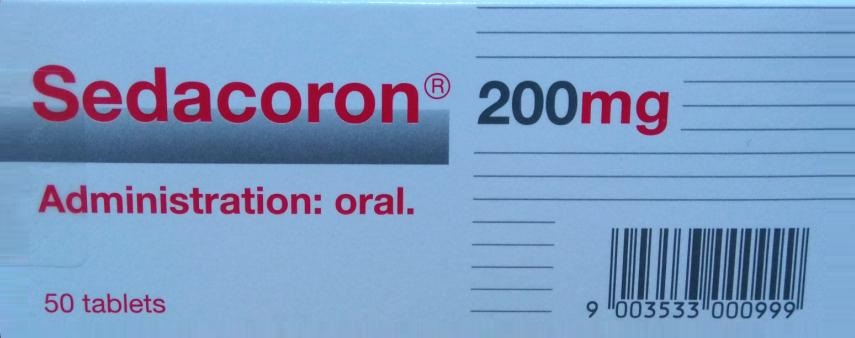 Sedacoron® 200mg
Administration: oral.
50 tablets
9 003533 000999